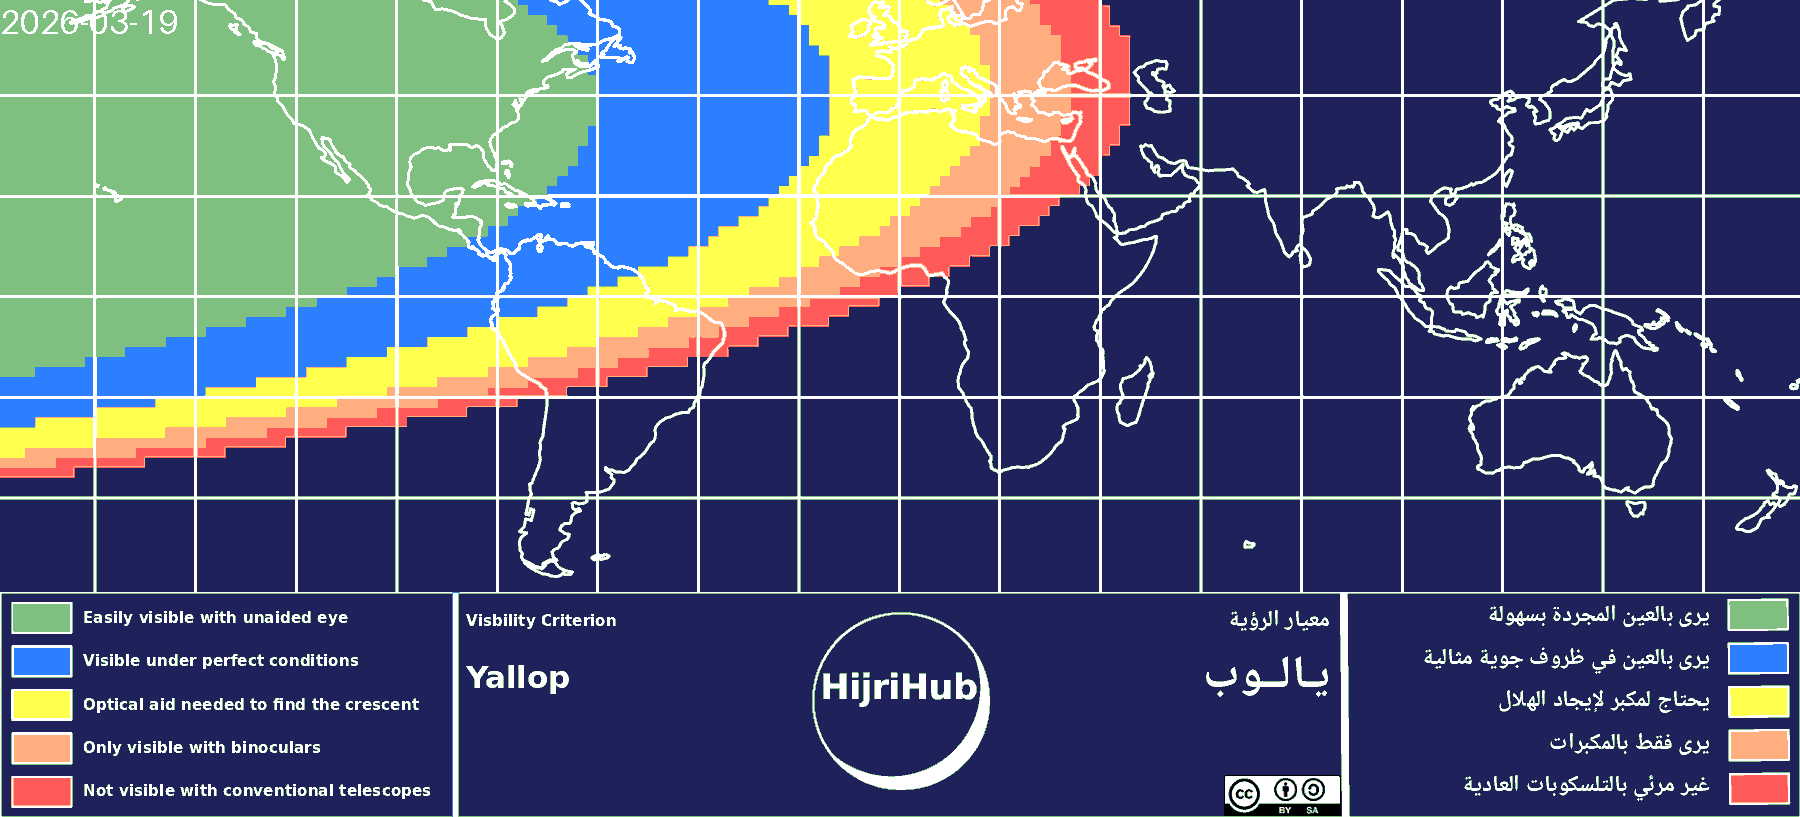 2026-03-19
Easily visible with unaided eye
Visible under perfect conditions
Optical aid needed to find the crescent
Only visible with binoculars
Not visible with conventional telescopes
Visbility Criterion
Yallop
HijriHub
معيار الرؤية
يـالـوب
cc
BY SA
يرى بالعين المجردة بسهولة
يرى بالعين في ظروف جوية مثالية
يحتاج لمكبر لإيجاد الهلال
يرى فقط بالمكبرات
غير مرئي بالتلسكوبات العادية